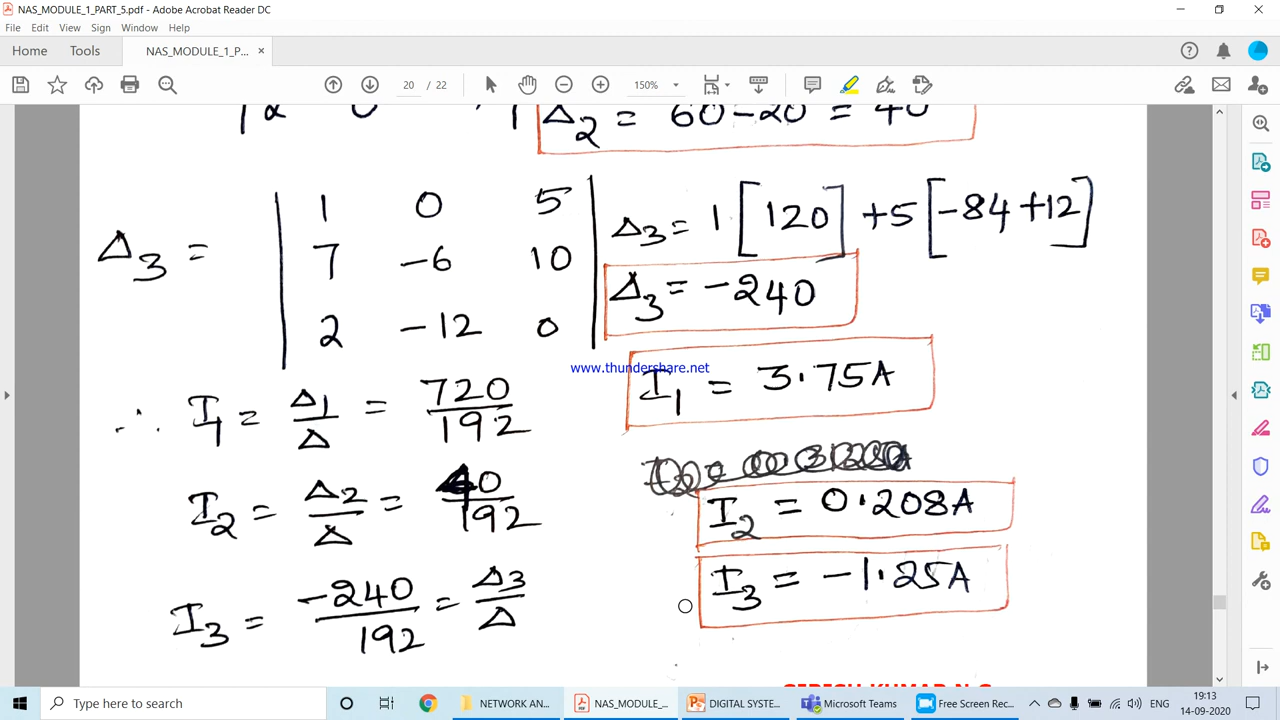 NAS_MODULE_1_PART_5.pdf - Adobe Acrobat Reader DC
File Edit View Sign Window Help
Home Tools NAS_MODULE_1_P... ×
20 / 22 150%
Δ2 = 60-20 = 40
Δ3 = | 1 0 5 |
| 7 -6 10 |
| 2 -12 0 |
Δ3 = 1 [120] +5 [-84+12]
Δ3 = -240
www.thundershare.net
I1 = 3.75A
∴ I1 = Δ1/Δ = 720/192
I2 = Δ2/Δ = 40/192
I2 = 0.208A
I3 = -240/192 = Δ3/Δ
I3 = -1.25A
Type here to search
NETWORK AN...
NAS_MODULE_...
DIGITAL SYSTE...
Microsoft Teams
Free Screen Rec...
ENG
19:13
14-09-2020